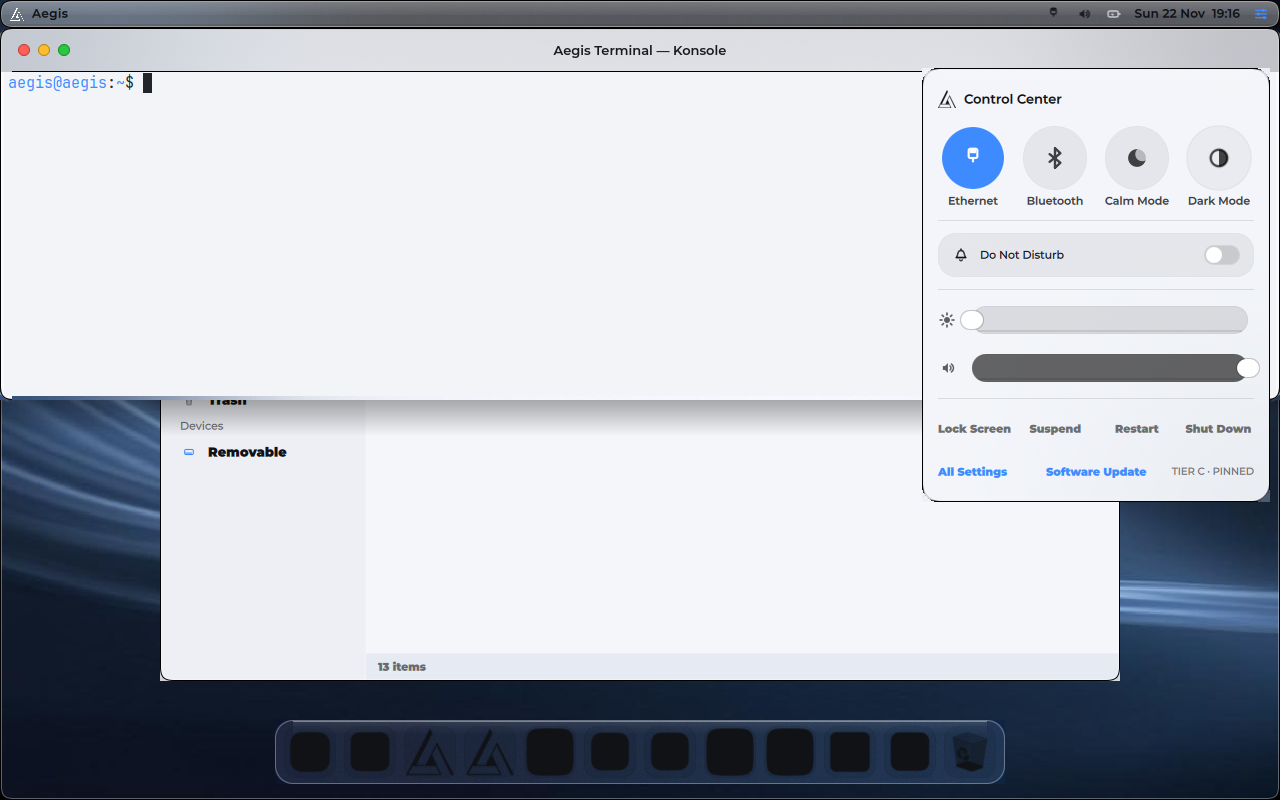 Aegis
Sun 22 Nov 19:16
Aegis Terminal — Konsole
aegis@aegis:~$
Control Center
Ethernet Bluetooth Calm Mode Dark Mode
Do Not Disturb
Lock Screen Suspend Restart Shut Down
All Settings Software Update TIER C · PINNED
Trash
Devices
Removable
13 items